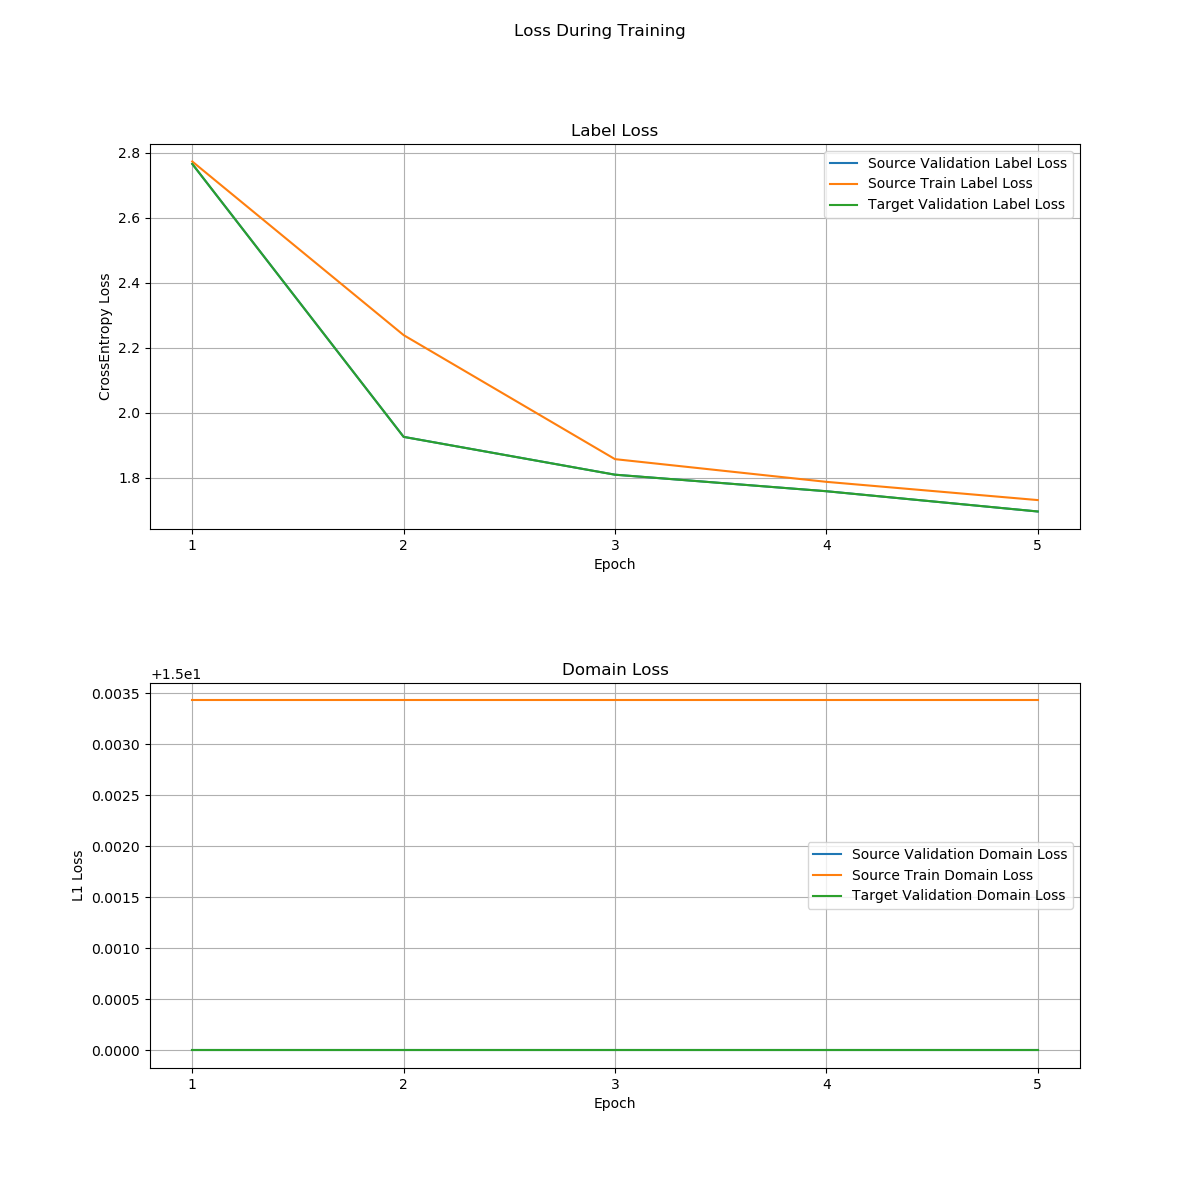 Loss During Training
Label Loss
2.8
2.6
2.4
2.2
2.0
1.8
CrossEntropy Loss
Source Validation Label Loss
Source Train Label Loss
Target Validation Label Loss
1 2 3 4 5
Epoch
Domain Loss
+1.5e1
0.0035
0.0030
0.0025
0.0020
0.0015
0.0010
0.0005
0.0000
L1 Loss
Source Validation Domain Loss
Source Train Domain Loss
Target Validation Domain Loss
1 2 3 4 5
Epoch